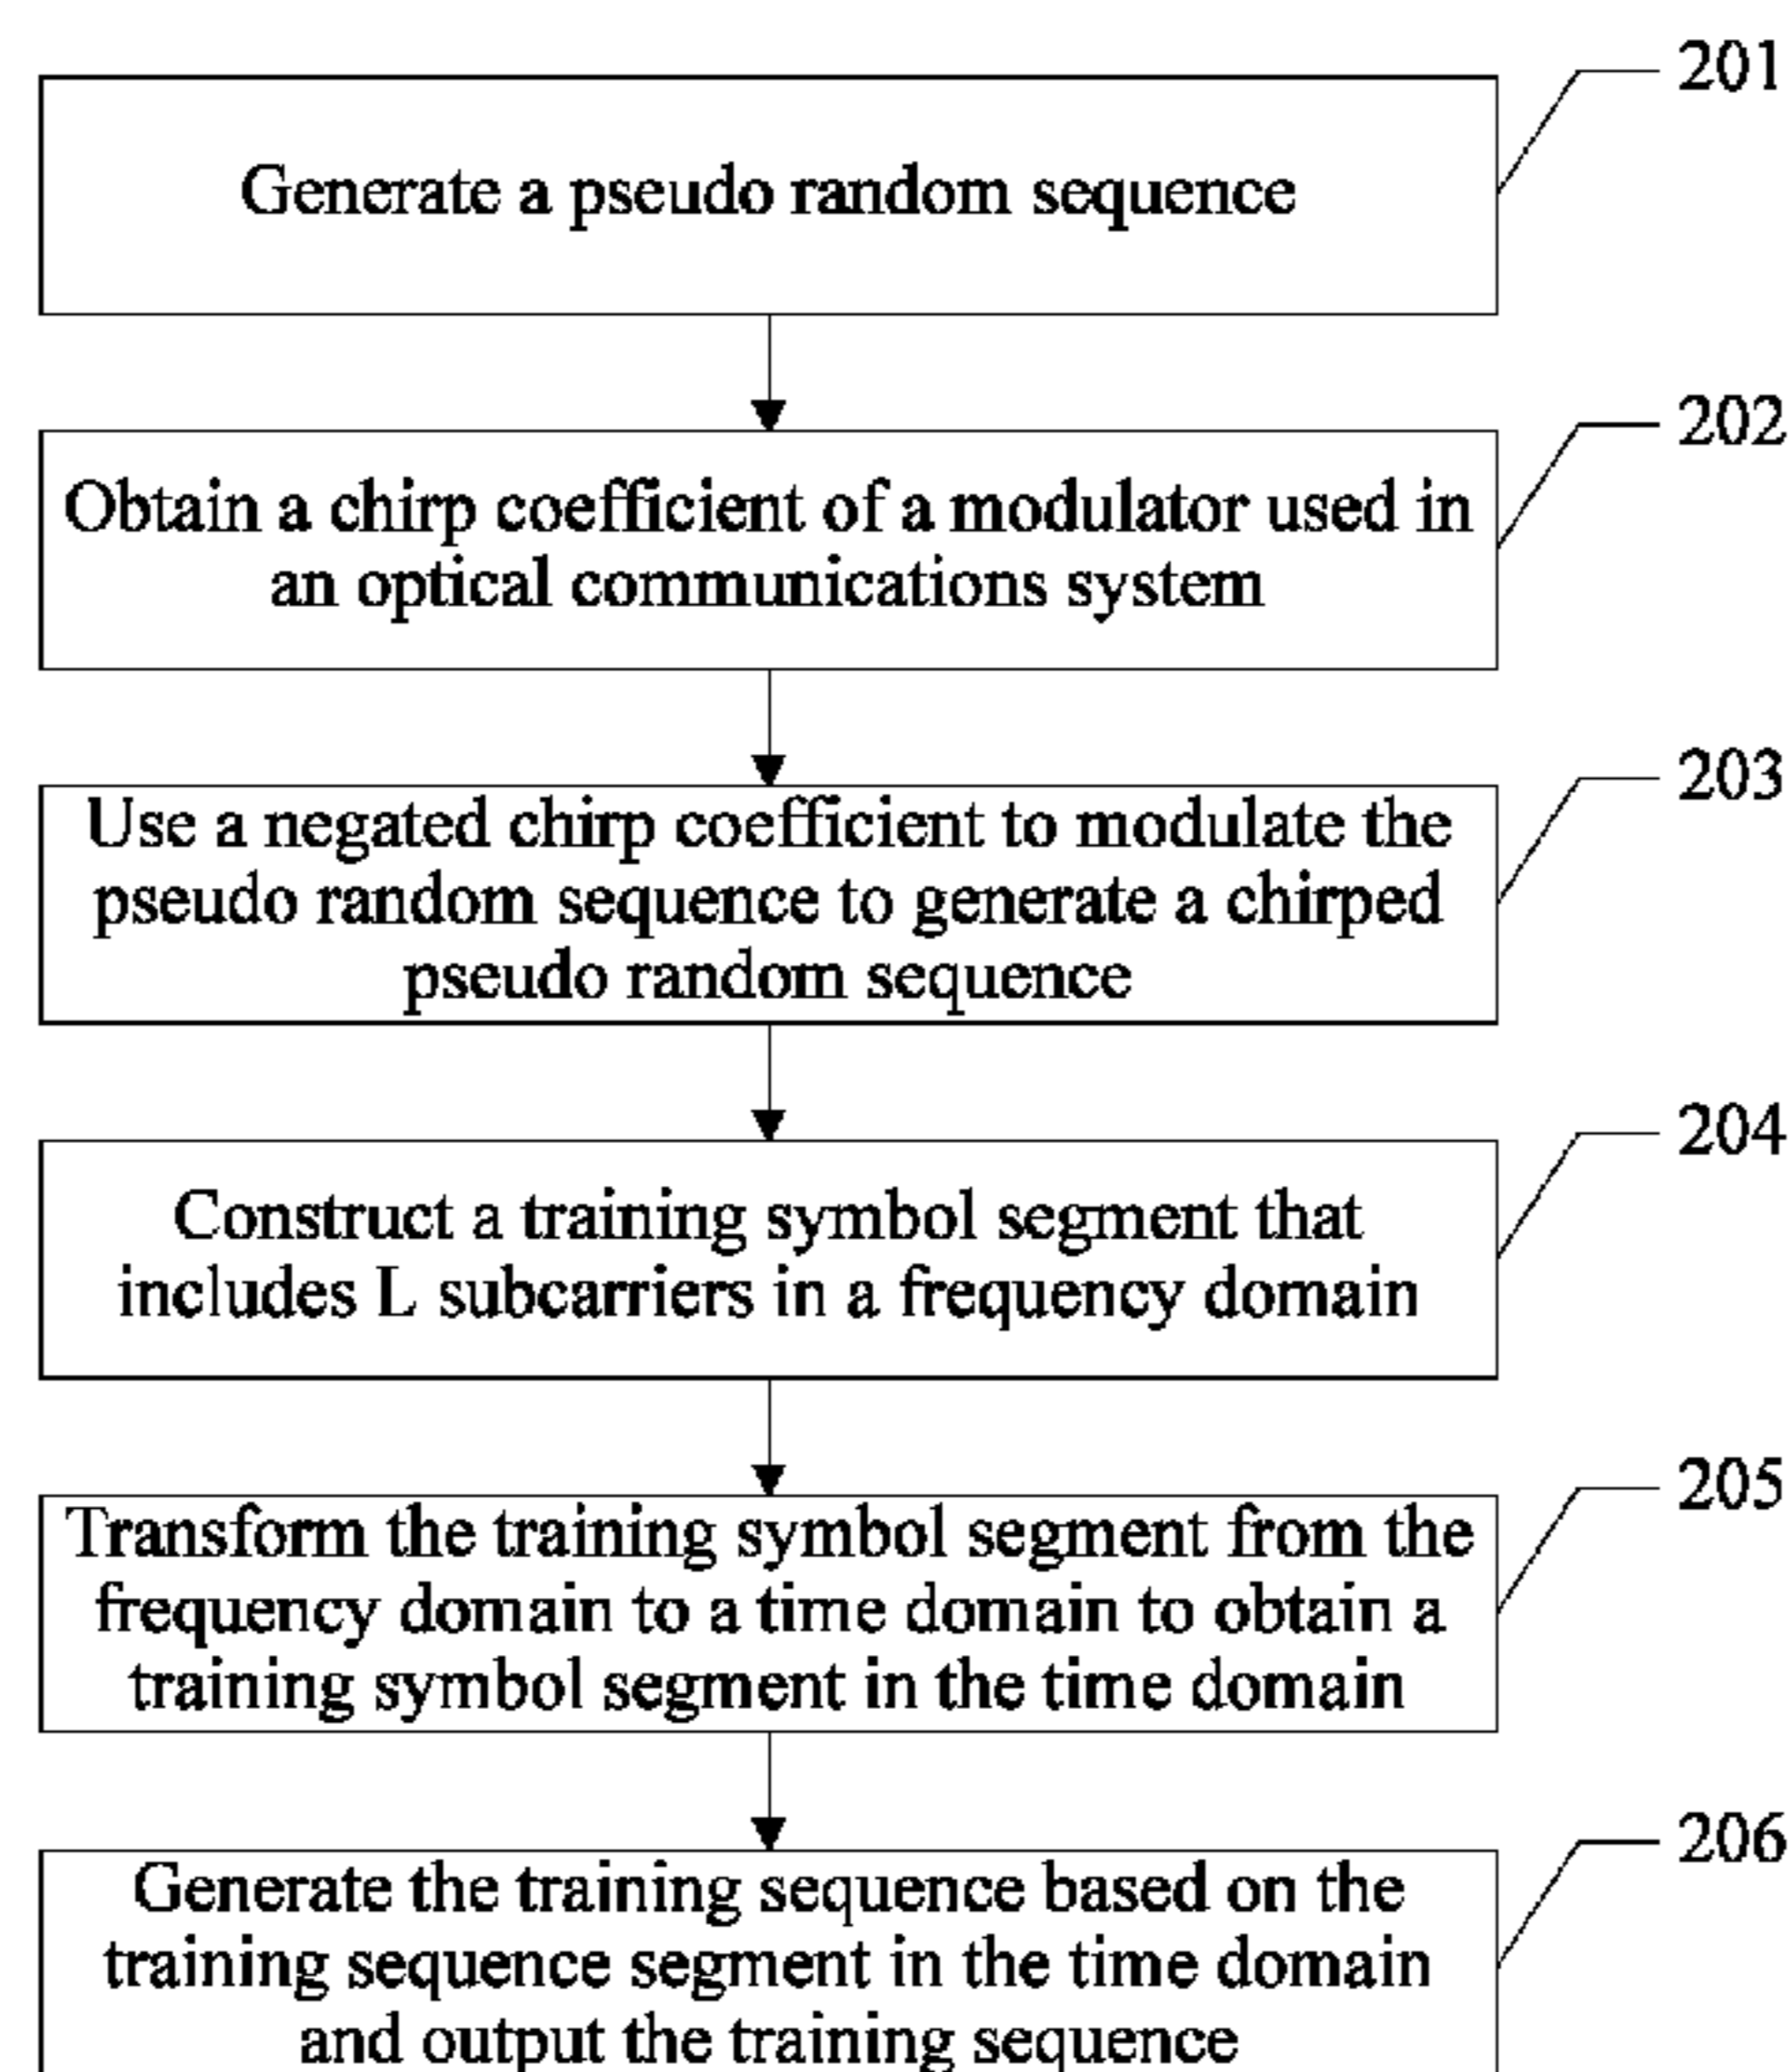 201
Generate a pseudo random sequence
202
Obtain a chirp coefficient of a modulator used in
an optical communications system
203
Use a negated chirp coefficient to modulate the
pseudo random sequence to generate a chirped
pseudo random sequence
204
Construct a training symbol segment that
includes L subcarriers in a frequency domain
205
Transform the training symbol segment from the
frequency domain to a time domain to obtain a
training symbol segment in the time domain
206
Generate the training sequence based on the
training sequence segment in the time domain
and output the training sequence